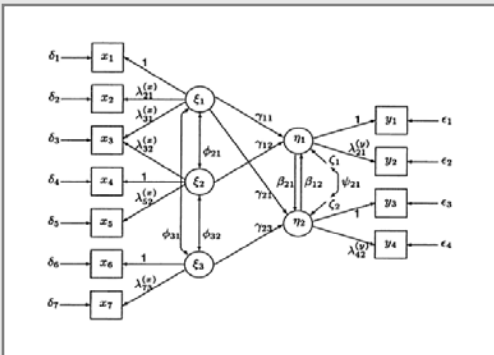 δ₁ x₁ 1
δ₂ x₂ λ₂₁⁽ˣ⁾ ξ₁
λ₃₁⁽ˣ⁾ γ₁₁ 1 y₁ ε₁
δ₃ x₃ λ₃₂⁽ˣ⁾ φ₂₁ γ₁₂ η₁ λ₂₁⁽ʸ⁾
ζ₁ y₂ ε₂
δ₄ x₄ 1 ξ₂ γ₂₁ β₂₁ β₁₂ ψ₂₁
λ₅₂⁽ˣ⁾ ζ₂ y₃ ε₃
δ₅ x₅ φ₃₁ φ₃₂ γ₂₃ η₂ 1
δ₆ x₆ 1 ξ₃ λ₄₂⁽ʸ⁾ y₄ ε₄
λ₇₃⁽ˣ⁾
δ₇ x₇